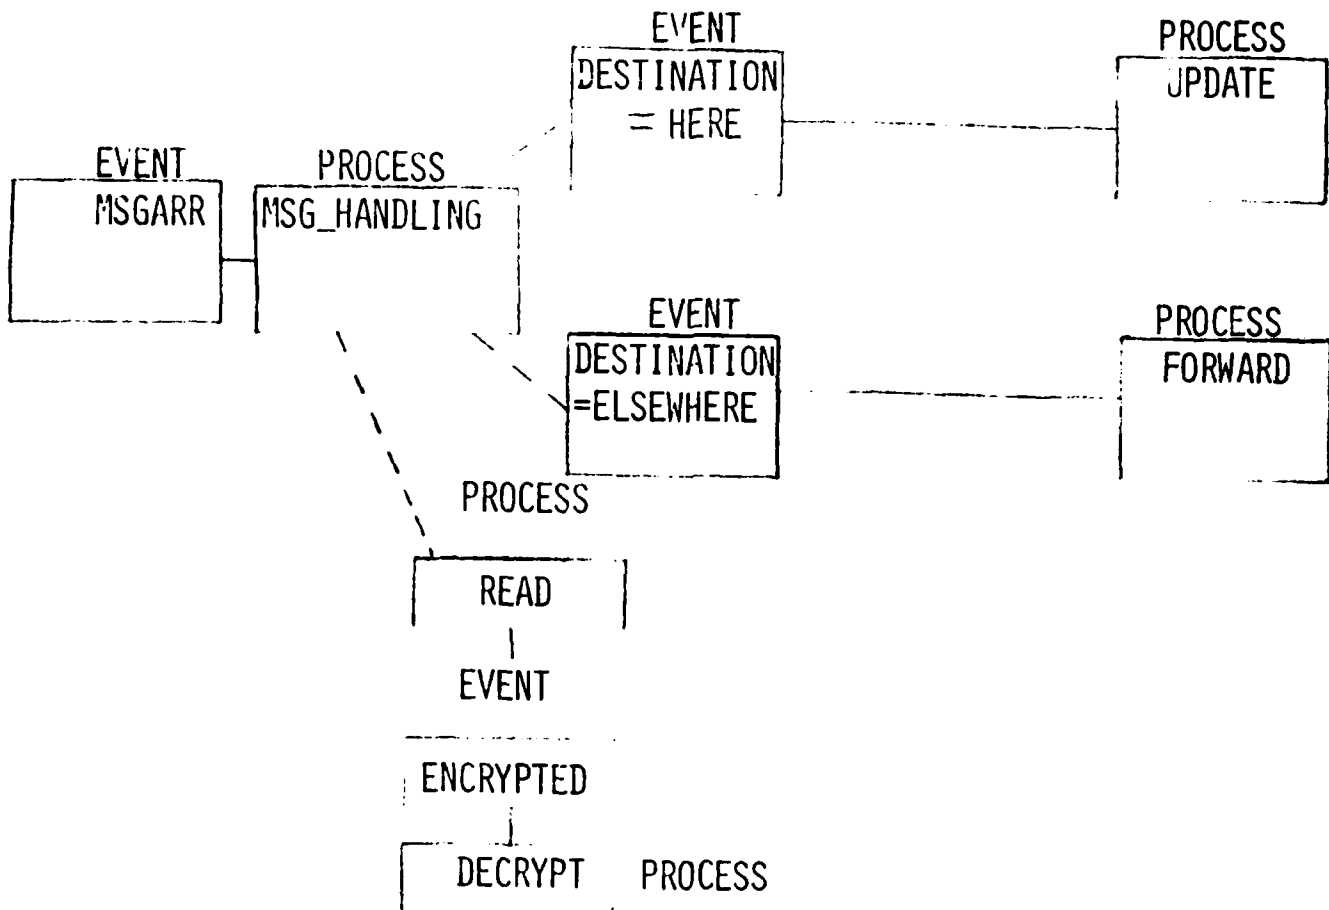 EVENT
DESTINATION
= HERE
PROCESS
UPDATE
EVENT
MSGARR
PROCESS
MSG_HANDLING
EVENT
DESTINATION
=ELSEWHERE
PROCESS
FORWARD
PROCESS
READ
EVENT
ENCRYPTED
DECRYPT PROCESS